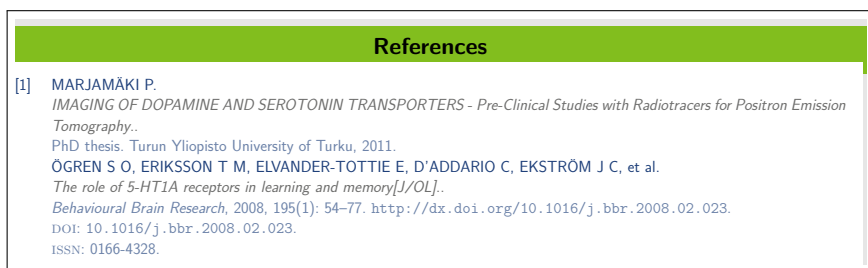 References
[1] MARJAMÄKI P.
IMAGING OF DOPAMINE AND SEROTONIN TRANSPORTERS - Pre-Clinical Studies with Radiotracers for Positron Emission
Tomography..
PhD thesis. Turun Yliopisto University of Turku, 2011.
ÖGREN S O, ERIKSSON T M, ELVANDER-TOTTIE E, D'ADDARIO C, EKSTRÖM J C, et al.
The role of 5-HT1A receptors in learning and memory[J/OL]..
Behavioural Brain Research, 2008, 195(1): 54–77. http://dx.doi.org/10.1016/j.bbr.2008.02.023.
DOI: 10.1016/j.bbr.2008.02.023.
ISSN: 0166-4328.